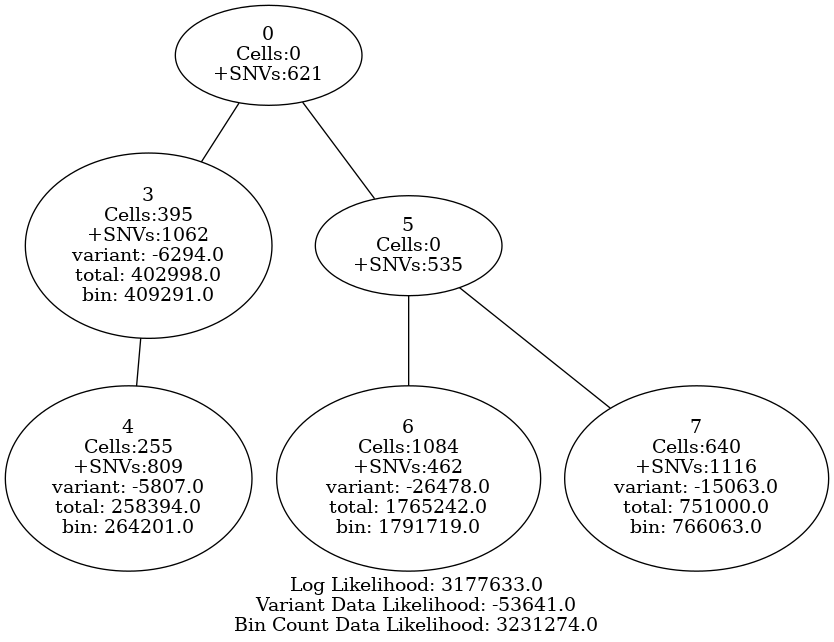 0
Cells:0
+SNVs:621
3
Cells:395
+SNVs:1062
variant: -6294.0
total: 402998.0
bin: 409291.0
5
Cells:0
+SNVs:535
4
Cells:255
+SNVs:809
variant: -5807.0
total: 258394.0
bin: 264201.0
6
Cells:1084
+SNVs:462
variant: -26478.0
total: 1765242.0
bin: 1791719.0
7
Cells:640
+SNVs:1116
variant: -15063.0
total: 751000.0
bin: 766063.0
Log Likelihood: 3177633.0
Variant Data Likelihood: -53641.0
Bin Count Data Likelihood: 3231274.0